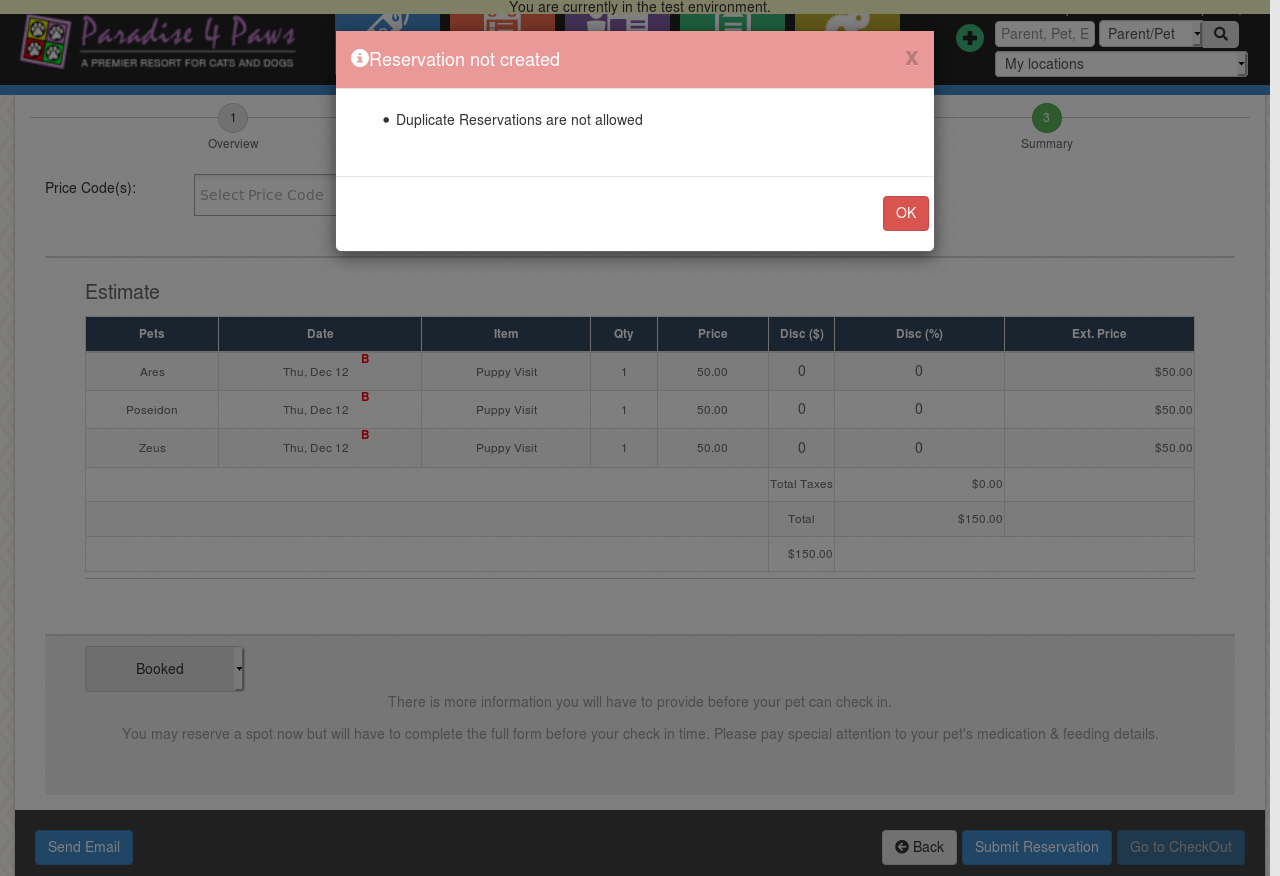 You are currently in the test environment.
Paradise 4 Paws
A PREMIER RESORT FOR CATS AND DOGS
Parent, Pet, E
Parent/Pet
My locations
Reservation not created
X
Duplicate Reservations are not allowed
OK
1
3
Overview
Summary
Price Code(s):
Select Price Code
Estimate
Pets Date Item Qty Price Disc ($) Disc (%) Ext. Price
Ares Thu, Dec 12 B Puppy Visit 1 50.00 0 0 $50.00
Poseidon Thu, Dec 12 B Puppy Visit 1 50.00 0 0 $50.00
Zeus Thu, Dec 12 B Puppy Visit 1 50.00 0 0 $50.00
Total Taxes $0.00
Total $150.00
$150.00
Booked
There is more information you will have to provide before your pet can check in.
You may reserve a spot now but will have to complete the full form before your check in time. Please pay special attention to your pet's medication & feeding details.
Send Email
Back
Submit Reservation
Go to CheckOut